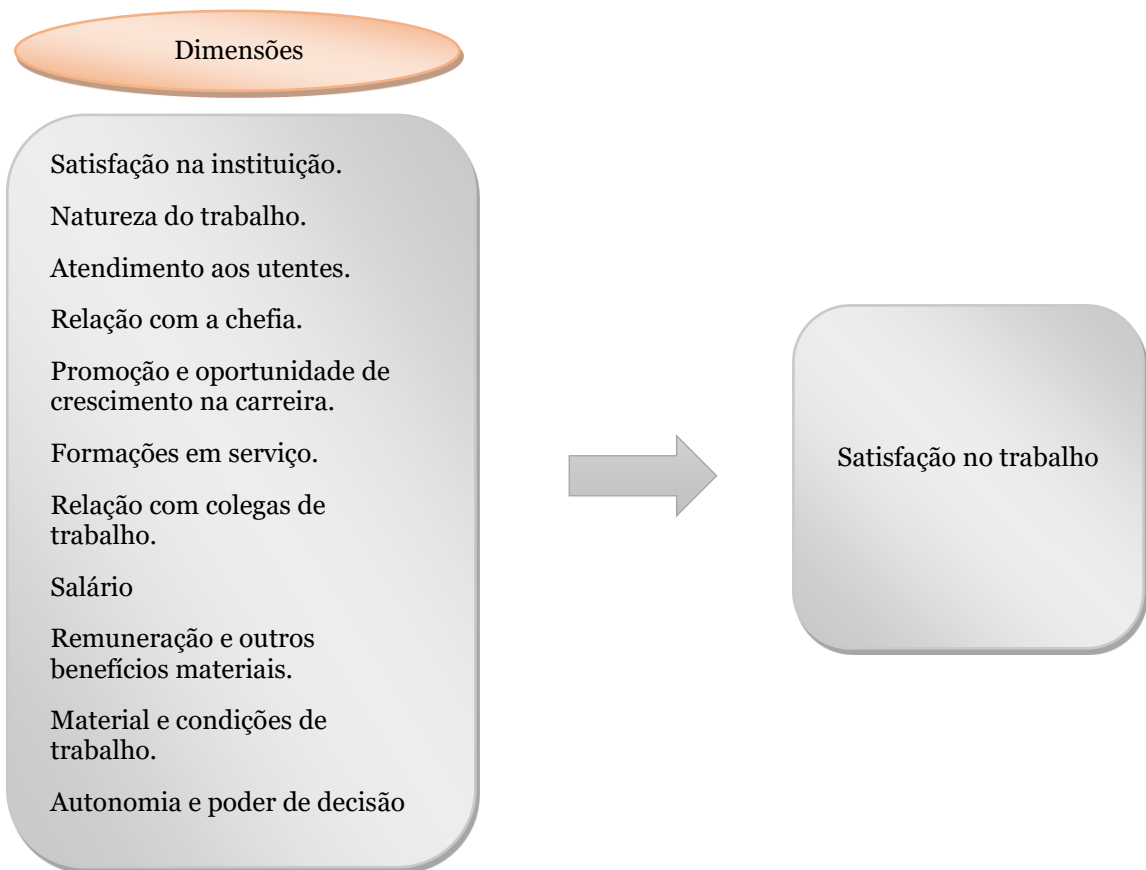 Dimensões
Satisfação na instituição.
Natureza do trabalho.
Atendimento aos utentes.
Relação com a chefia.
Promoção e oportunidade de
crescimento na carreira.
Formações em serviço.
Relação com colegas de
trabalho.
Salário
Remuneração e outros
benefícios materiais.
Material e condições de
trabalho.
Autonomia e poder de decisão
Satisfação no trabalho